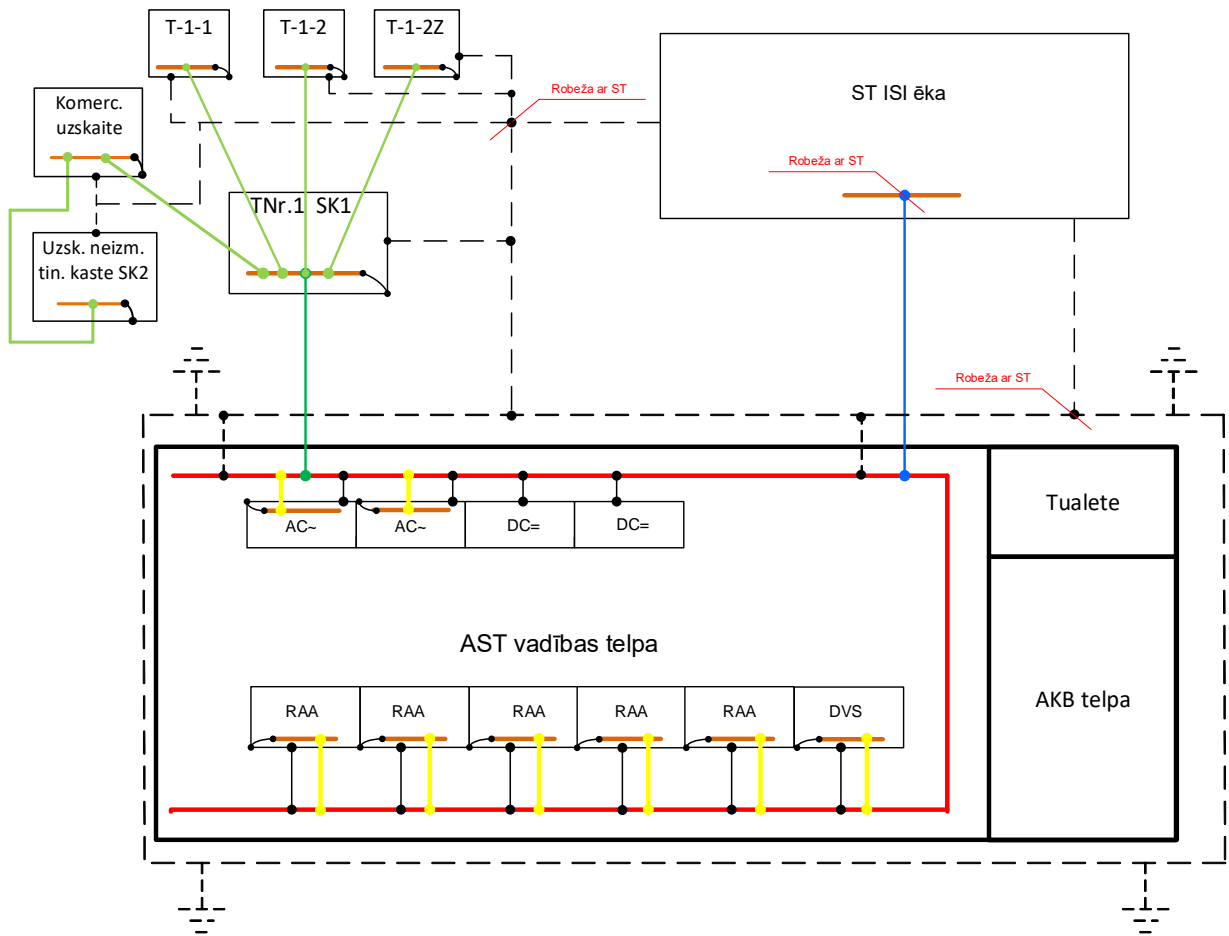 T-1-1
T-1-2
T-1-2Z
Robeža ar ST
ST ISI ēka
Komerc.
uzskaite
Robeža ar ST
TNr.1 SK1
Uzsk. neizm.
tin. kaste SK2
Robeža ar ST
AC~
AC~
DC=
DC=
Tualete
AST vadības telpa
AKB telpa
RAA
RAA
RAA
RAA
RAA
DVS